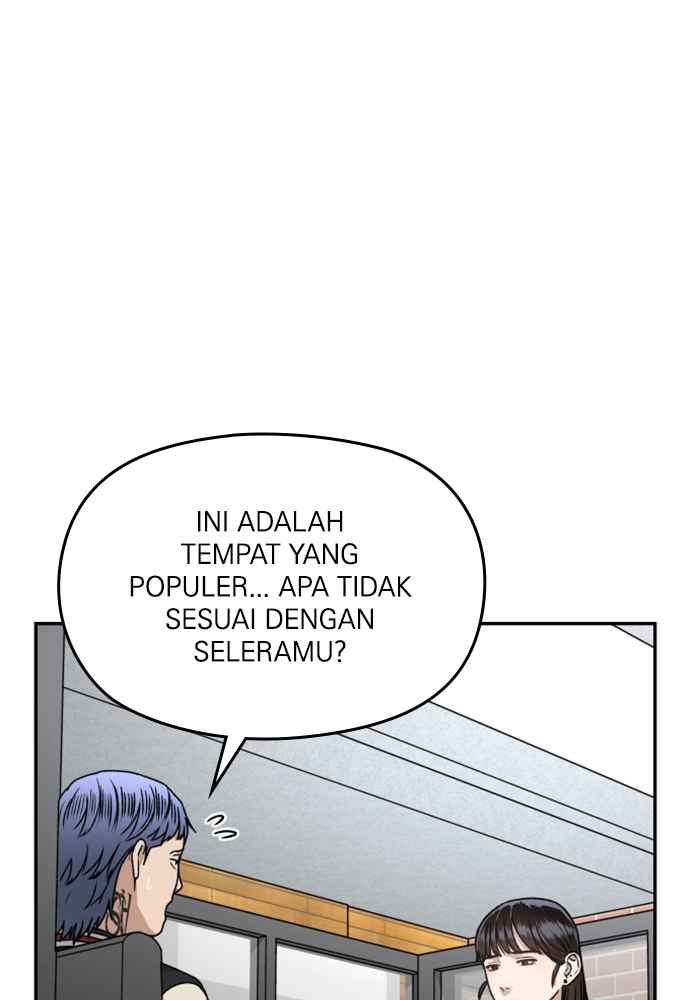 INI ADALAH
TEMPAT YANG
POPULER... APA TIDAK
SESUAI DENGAN
SELERAMU?